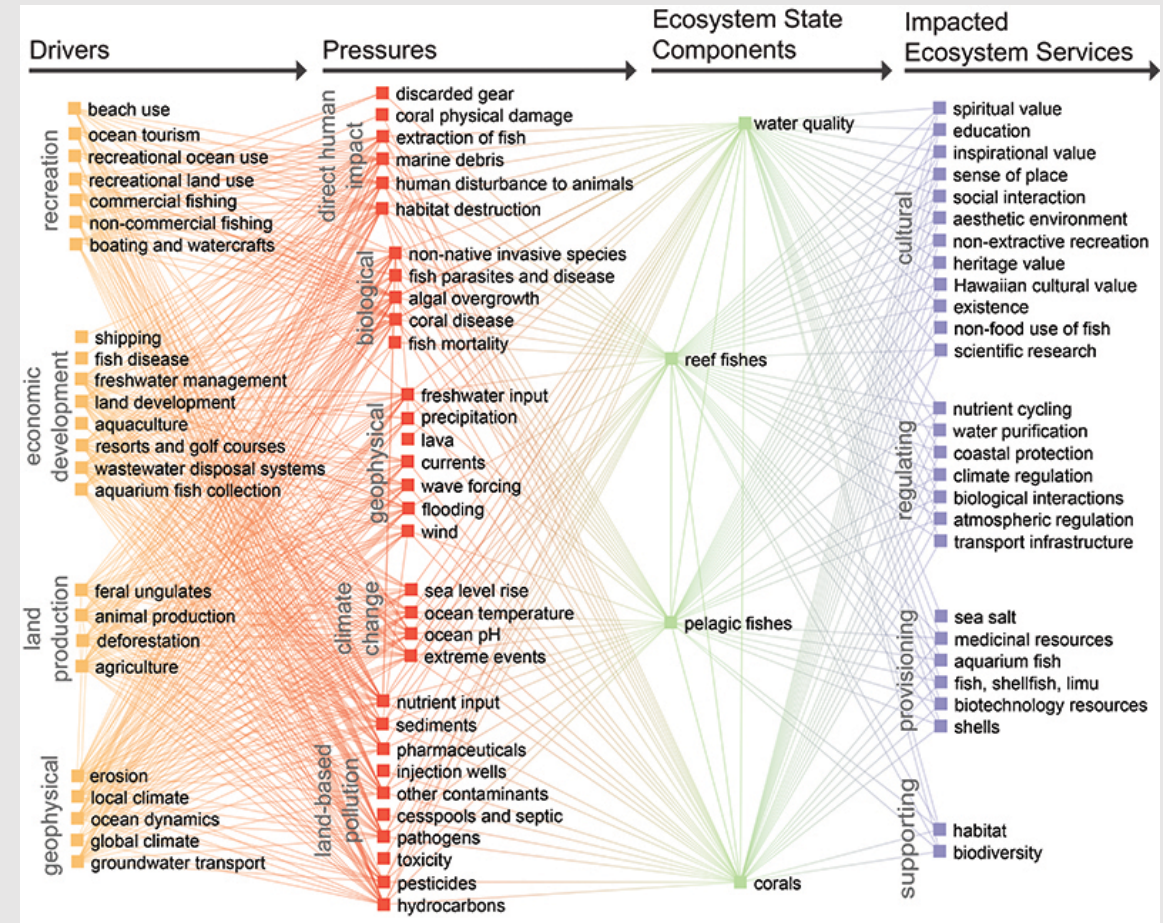 Drivers
Pressures
Ecosystem State
Components
Impacted
Ecosystem Services
recreation
beach use
ocean tourism
recreational ocean use
recreational land use
commercial fishing
non-commercial fishing
boating and watercrafts
economic
development
shipping
fish disease
freshwater management
land development
aquaculture
resorts and golf courses
wastewater disposal systems
aquarium fish collection
land
production
feral ungulates
animal production
deforestation
agriculture
geophysical
erosion
local climate
ocean dynamics
global climate
groundwater transport
direct human
impact
discarded gear
coral physical damage
extraction of fish
marine debris
human disturbance to animals
habitat destruction
biological
non-native invasive species
fish parasites and disease
algal overgrowth
coral disease
fish mortality
geophysical
freshwater input
precipitation
lava
currents
wave forcing
flooding
wind
climate
change
sea level rise
ocean temperature
ocean pH
extreme events
land-based
pollution
nutrient input
sediments
pharmaceuticals
injection wells
other contaminants
cesspools and septic
pathogens
toxicity
pesticides
hydrocarbons
water quality
reef fishes
pelagic fishes
corals
cultural
spiritual value
education
inspirational value
sense of place
social interaction
aesthetic environment
non-extractive recreation
heritage value
Hawaiian cultural value
existence
non-food use of fish
scientific research
regulating
nutrient cycling
water purification
coastal protection
climate regulation
biological interactions
atmospheric regulation
transport infrastructure
provisioning
sea salt
medicinal resources
aquarium fish
fish, shellfish, limu
biotechnology resources
shells
supporting
habitat
biodiversity